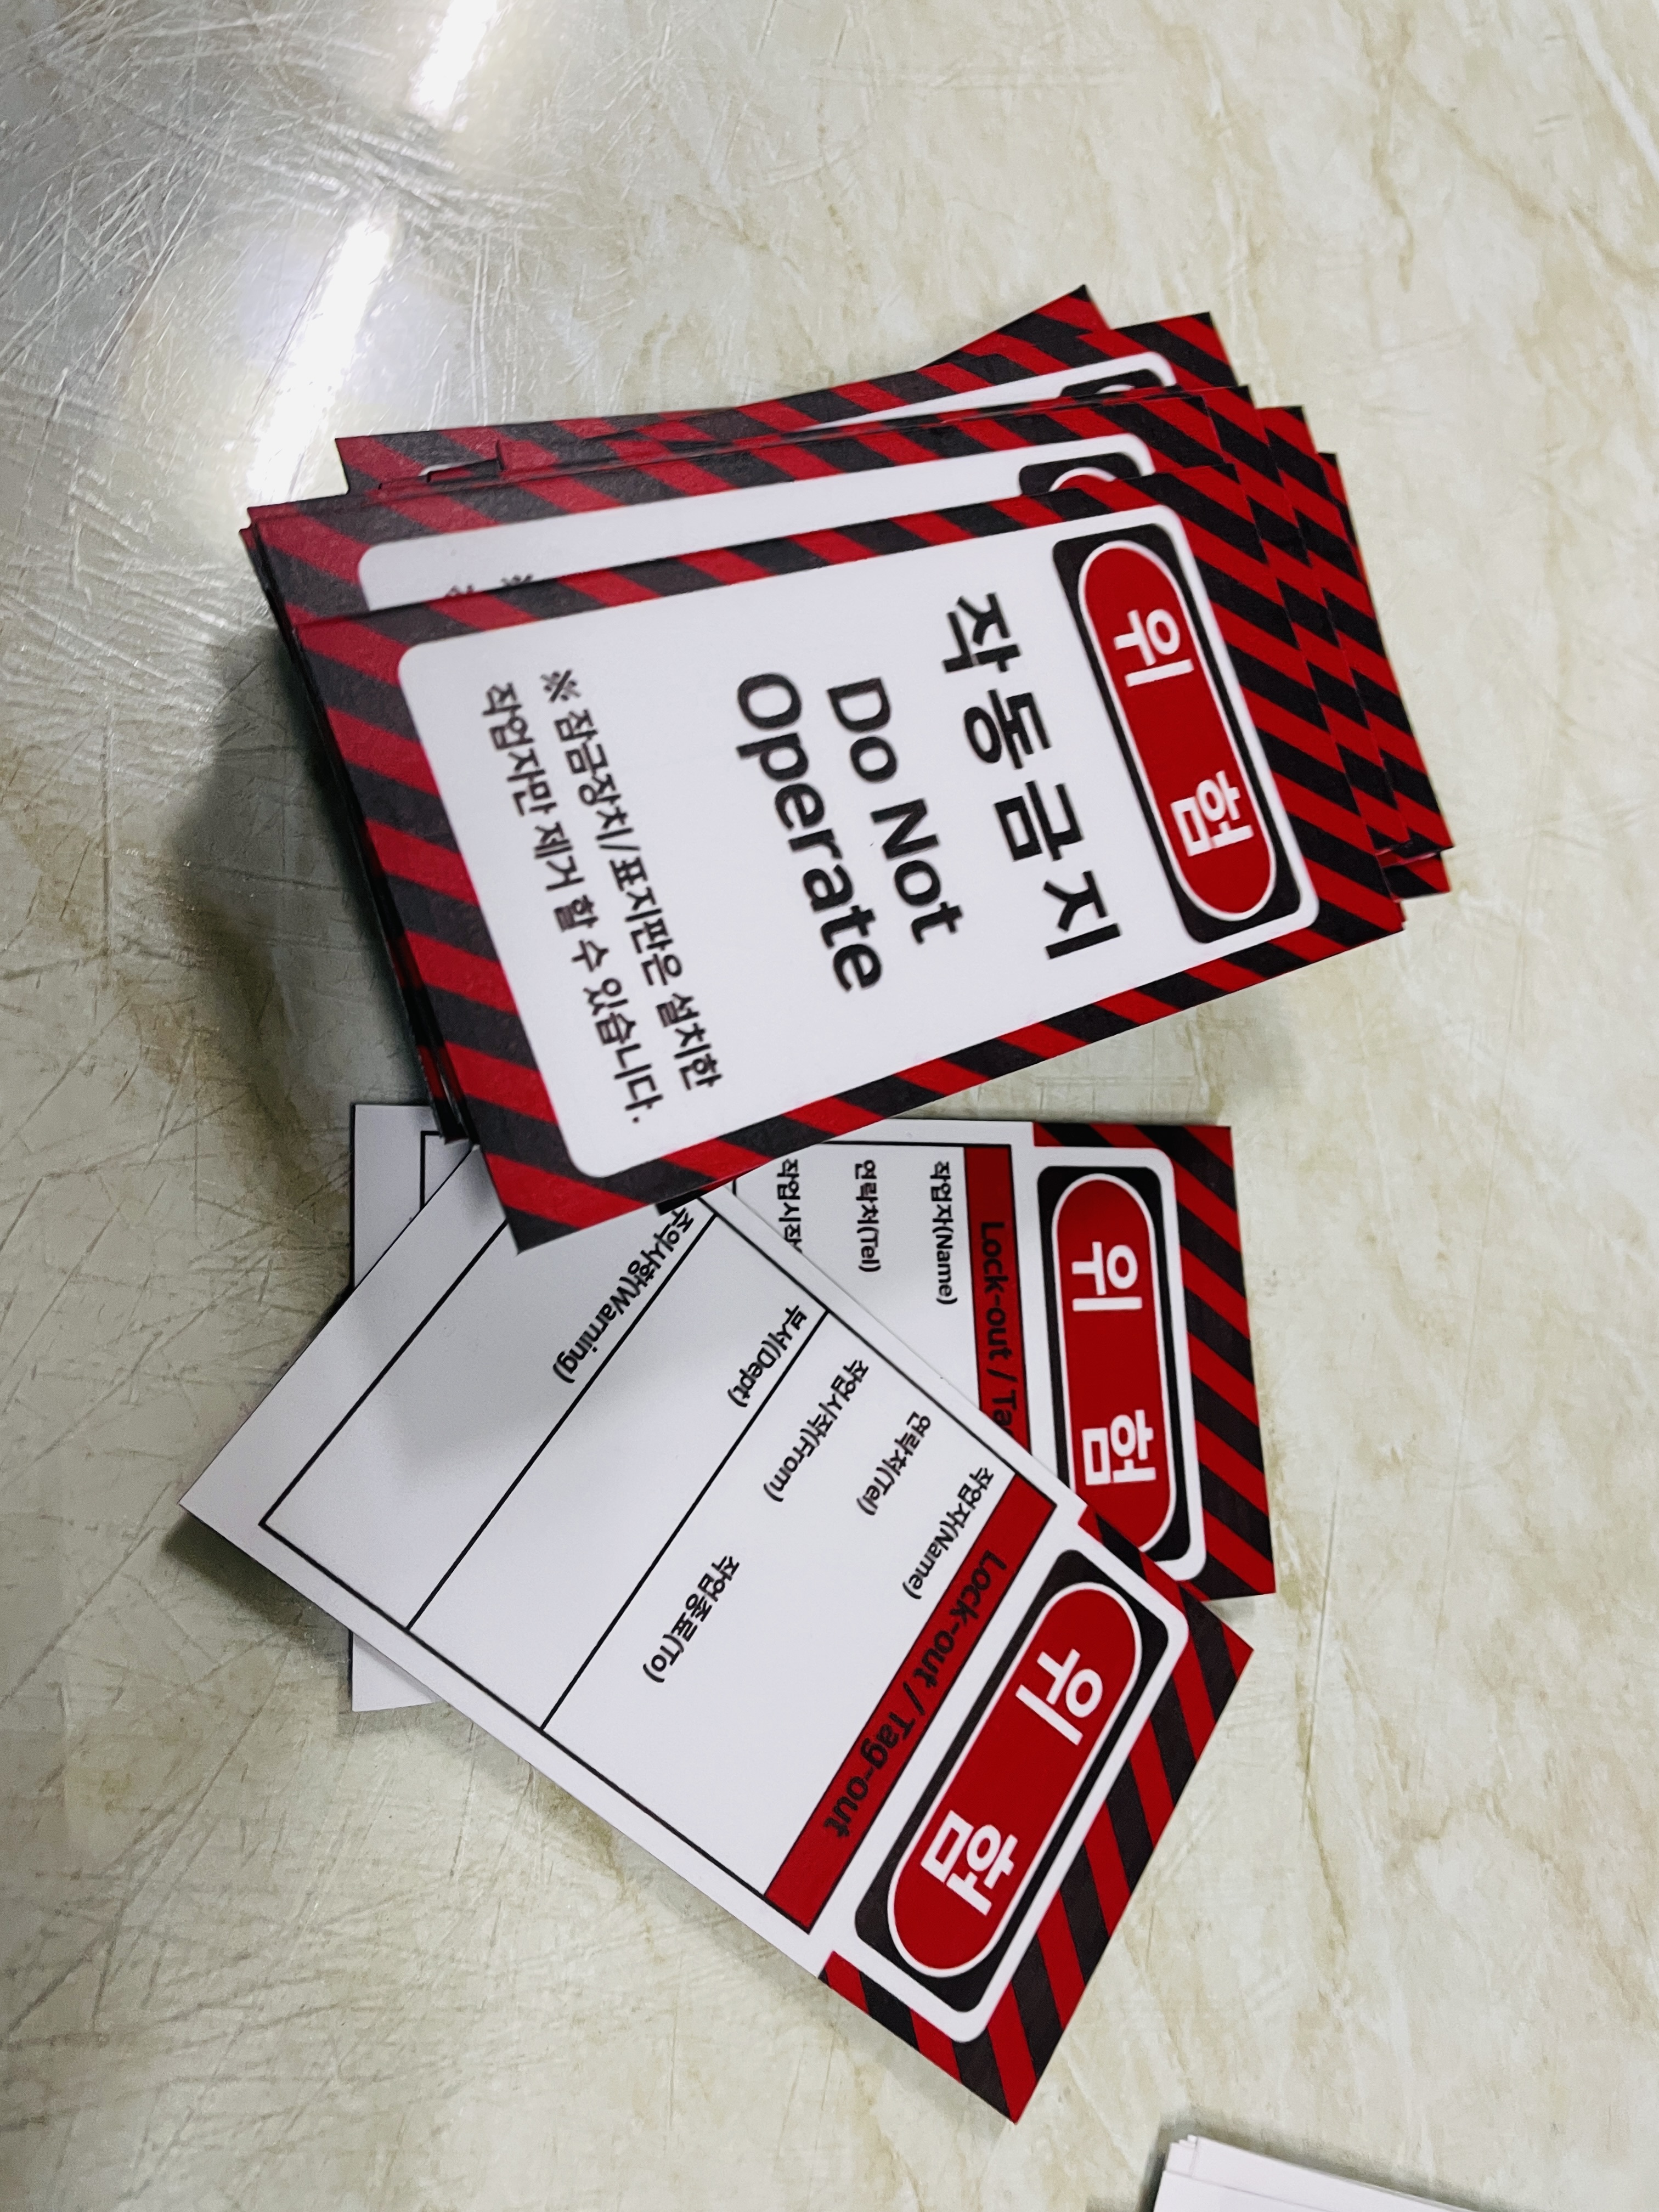 위 험
작동금지
Do Not
Operate
※ 잠금장치/표지판은 설치한
작업자만 제거 할 수 있습니다.
위 험
Lock-out / Ta
작업자(Name)
연락처(Tel)
작업시작
위 험
Lock-out / Tag-out
작업자(Name)
연락처(Tel)
작업시작(From) 작업종료(To)
부서(Dept)
주의사항(Warning)